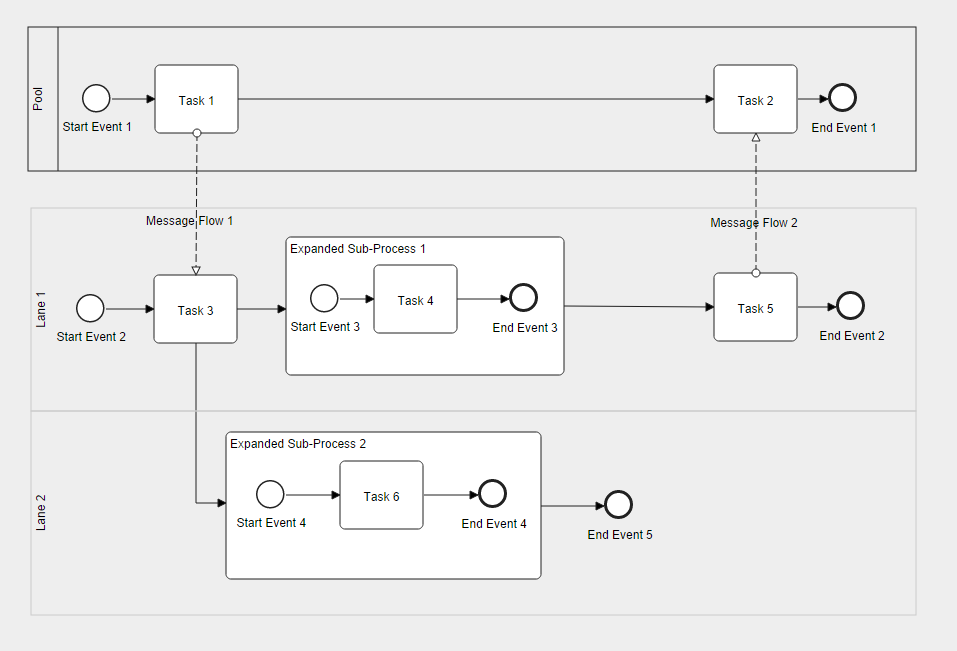 Pool
Start Event 1
Task 1
Task 2
End Event 1
Message Flow 1
Message Flow 2
Lane 1
Start Event 2
Task 3
Expanded Sub-Process 1
Start Event 3
Task 4
End Event 3
Task 5
End Event 2
Lane 2
Expanded Sub-Process 2
Start Event 4
Task 6
End Event 4
End Event 5